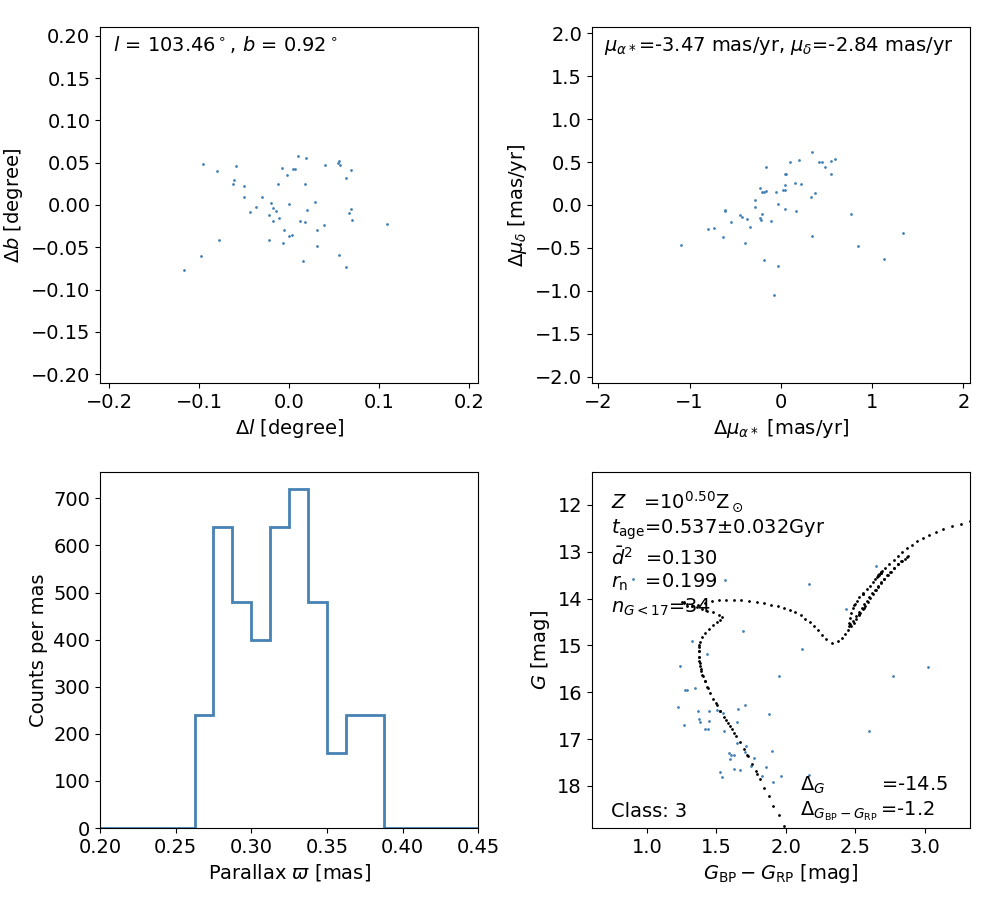 l = 103.46°, b = 0.92°
0.20
0.15
0.10
0.05
0.00
−0.05
−0.10
−0.15
−0.20
Δb [degree]
−0.2 −0.1 0.0 0.1 0.2
Δl [degree]
μα*=-3.47 mas/yr, μδ=-2.84 mas/yr
2.0
1.5
1.0
0.5
0.0
−0.5
−1.0
−1.5
−2.0
Δμδ [mas/yr]
−2 −1 0 1 2
Δμα* [mas/yr]
700
600
500
400
300
200
100
0
Counts per mas
0.20 0.25 0.30 0.35 0.40 0.45
Parallax ϖ [mas]
Z =10^0.50 Z⊙
tage=0.537±0.032Gyr
d̄² =0.130
rn =0.199
nG<17=34
12
13
14
15
16
17
18
G [mag]
ΔG =-14.5
ΔGBP−GRP=-1.2
Class: 3
1.0 1.5 2.0 2.5 3.0
GBP − GRP [mag]